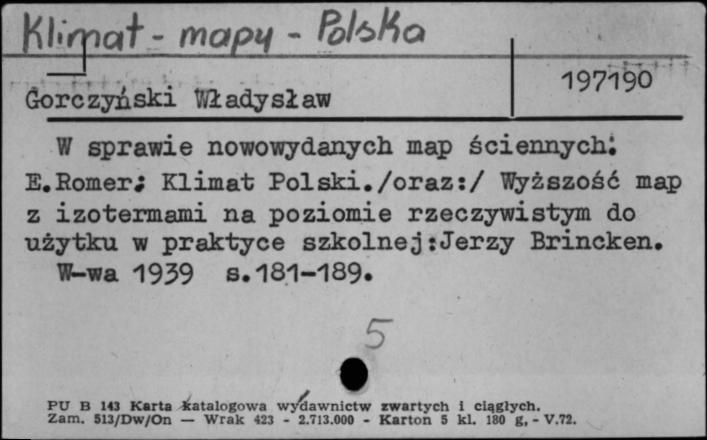 Klimat - mapy - Polska
197190
Gorczyński Władysław
W sprawie nowowydanych map ściennych:
E.Romer: Klimat Polski./oraz:/ Wyższość map
z izotermami na poziomie rzeczywistym do
użytku w praktyce szkolnej:Jerzy Brincken.
W-wa 1939 s.181-189.
5
PU B 143 Karta katalogowa wydawnictw zwartych i ciągłych.
Zam. 513/Dw/On — Wrak 423 - 2.713.000 - Karton 5 kl. 180 g, - V.72.